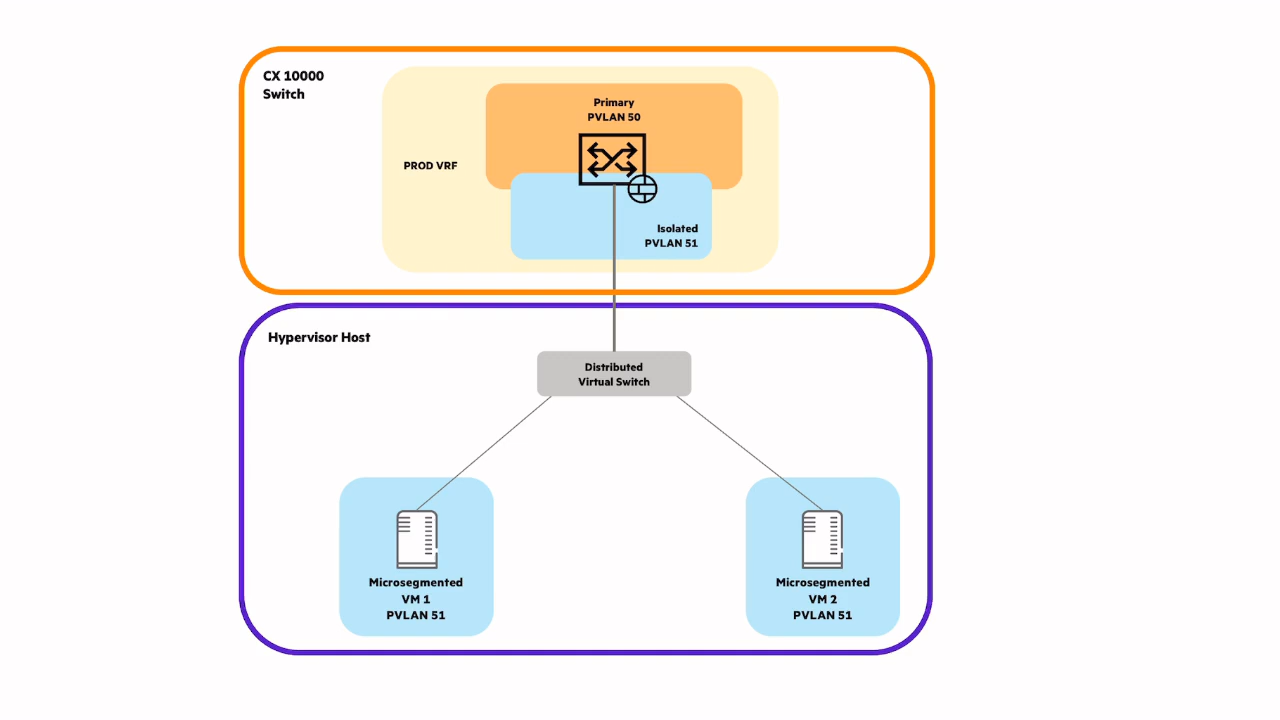 CX 10000
Switch
Primary
PVLAN 50
PROD VRF
Isolated
PVLAN 51
Hypervisor Host
Distributed
Virtual Switch
Microsegmented
VM 1
PVLAN 51
Microsegmented
VM 2
PVLAN 51